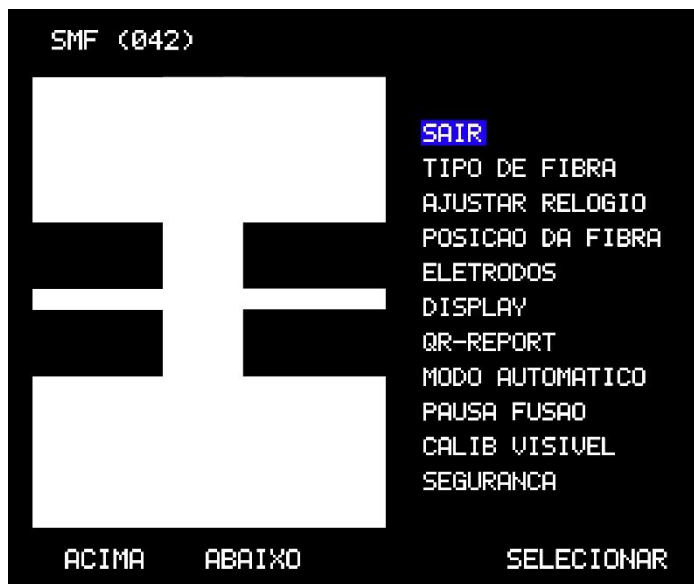 SMF (042)
SAIR
TIPO DE FIBRA
AJUSTAR RELOGIO
POSICAO DA FIBRA
ELETRODOS
DISPLAY
QR-REPORT
MODO AUTOMATICO
PAUSA FUSAO
CALIB VISIVEL
SEGURANCA
ACIMA ABAIXO SELECIONAR